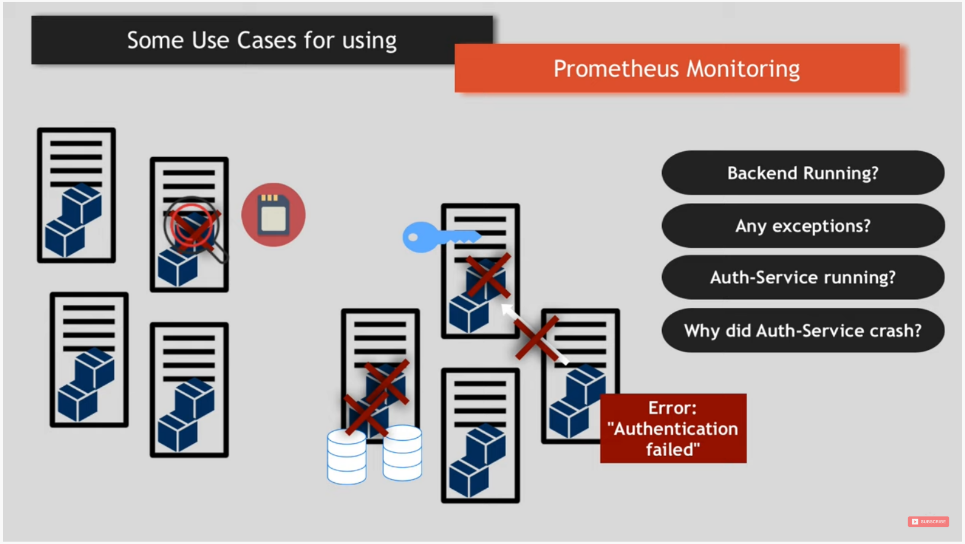 Some Use Cases for using
Prometheus Monitoring
Backend Running?
Any exceptions?
Auth-Service running?
Why did Auth-Service crash?
Error:
"Authentication
failed"
SUBSCRIBE